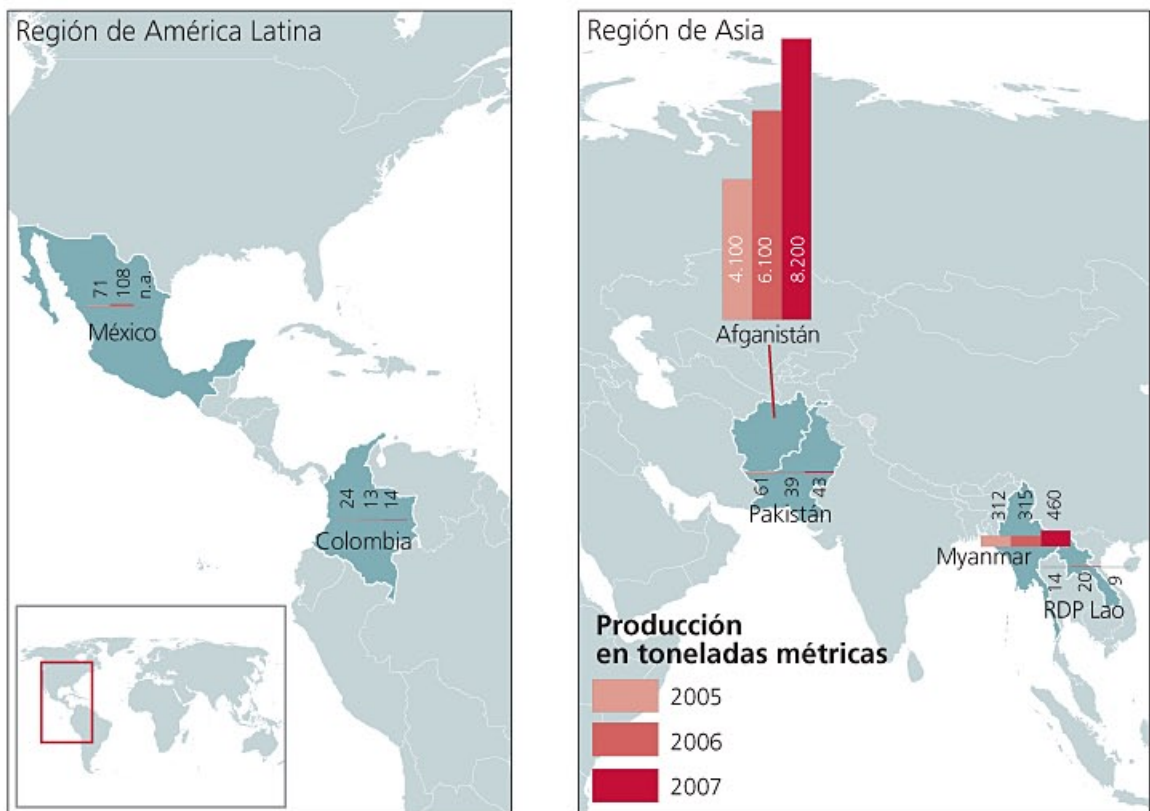 Región de América Latina
71
108
n.a.
México
24
13
14
Colombia
Región de Asia
4.100
6.100
8.200
Afganistán
61
39
43
Pakistán
312
315
460
Myanmar
14
20
9
RDP Lao
Producción
en toneladas métricas
2005
2006
2007